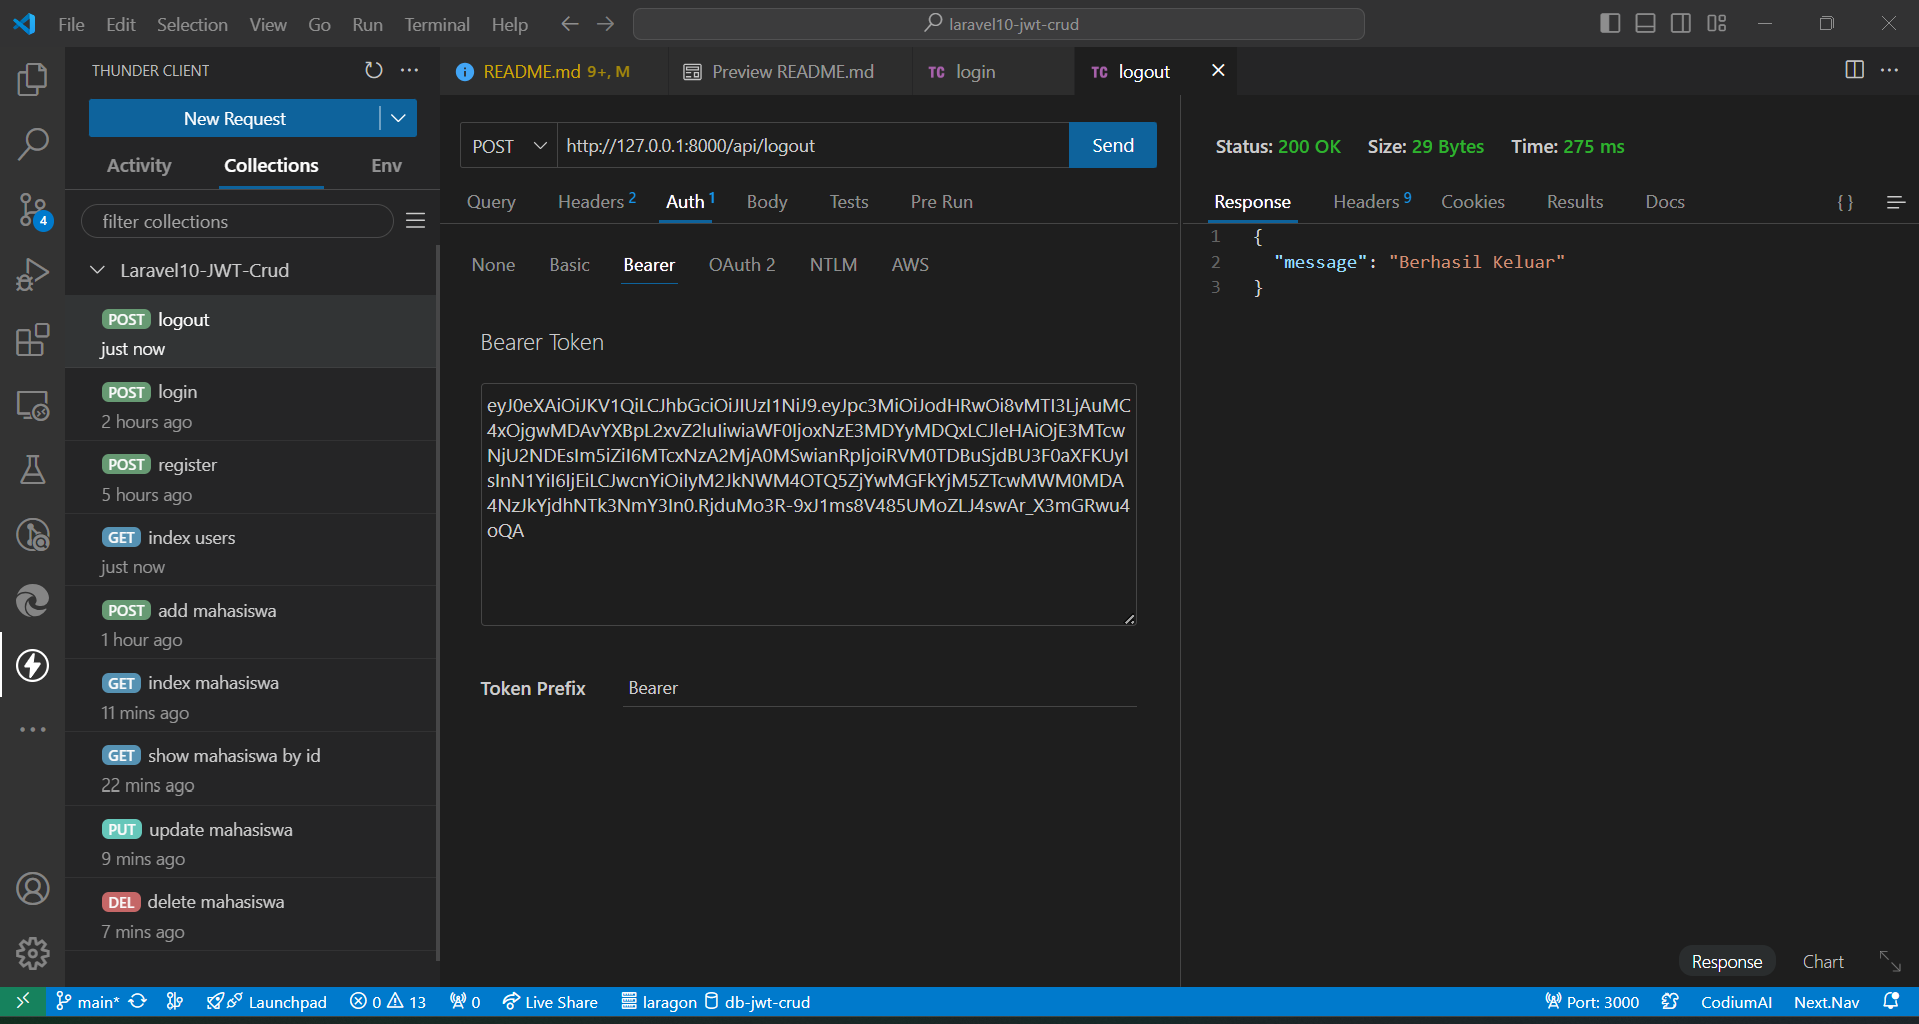 File Edit Selection View Go Run Terminal Help
laravel10-jwt-crud
THUNDER CLIENT
New Request
Activity Collections Env
filter collections
Laravel10-JWT-Crud
POST logout
just now
POST login
2 hours ago
POST register
5 hours ago
GET index users
just now
POST add mahasiswa
1 hour ago
GET index mahasiswa
11 mins ago
GET show mahasiswa by id
22 mins ago
PUT update mahasiswa
9 mins ago
DEL delete mahasiswa
7 mins ago
4
README.md 9+, M
Preview README.md
TC login
TC logout
POST http://127.0.0.1:8000/api/logout Send
Query Headers 2 Auth 1 Body Tests Pre Run
None Basic Bearer OAuth 2 NTLM AWS
Bearer Token
eyJ0eXAiOiJKV1QiLCJhbGciOiJIUzI1NiJ9.eyJpc3MiOiJodHRwOi8vMTI3LjAuMC
4xOjgwMDAvYXBpL2xvZ2luIiwiaWF0IjoxNzE3MDYyMDQxLCJleHAiOjE3MTcw
NjU2NDEsIm5iZiI6MTcxNzA2MjA0MSwianRpIjoiRVM0TDBuSjdBU3F0aXFKUyI
sInN1YiI6IjEiLCJwcnYiOiIyM2JkNWM4OTQ5ZjYwMGFkYjM5ZTcwMWM0MDA
4NzJkYjdhNTk3NmY3In0.RjduMo3R-9xJ1ms8V485UMoZLJ4swAr_X3mGRwu4
oQA
Token Prefix Bearer
Status: 200 OK Size: 29 Bytes Time: 275 ms
Response Headers 9 Cookies Results Docs {}
1 {
2 "message": "Berhasil Keluar"
3 }
Response Chart
main* Launchpad 0 13 0 Live Share laragon db-jwt-crud
Port: 3000 CodiumAI Next.Nav